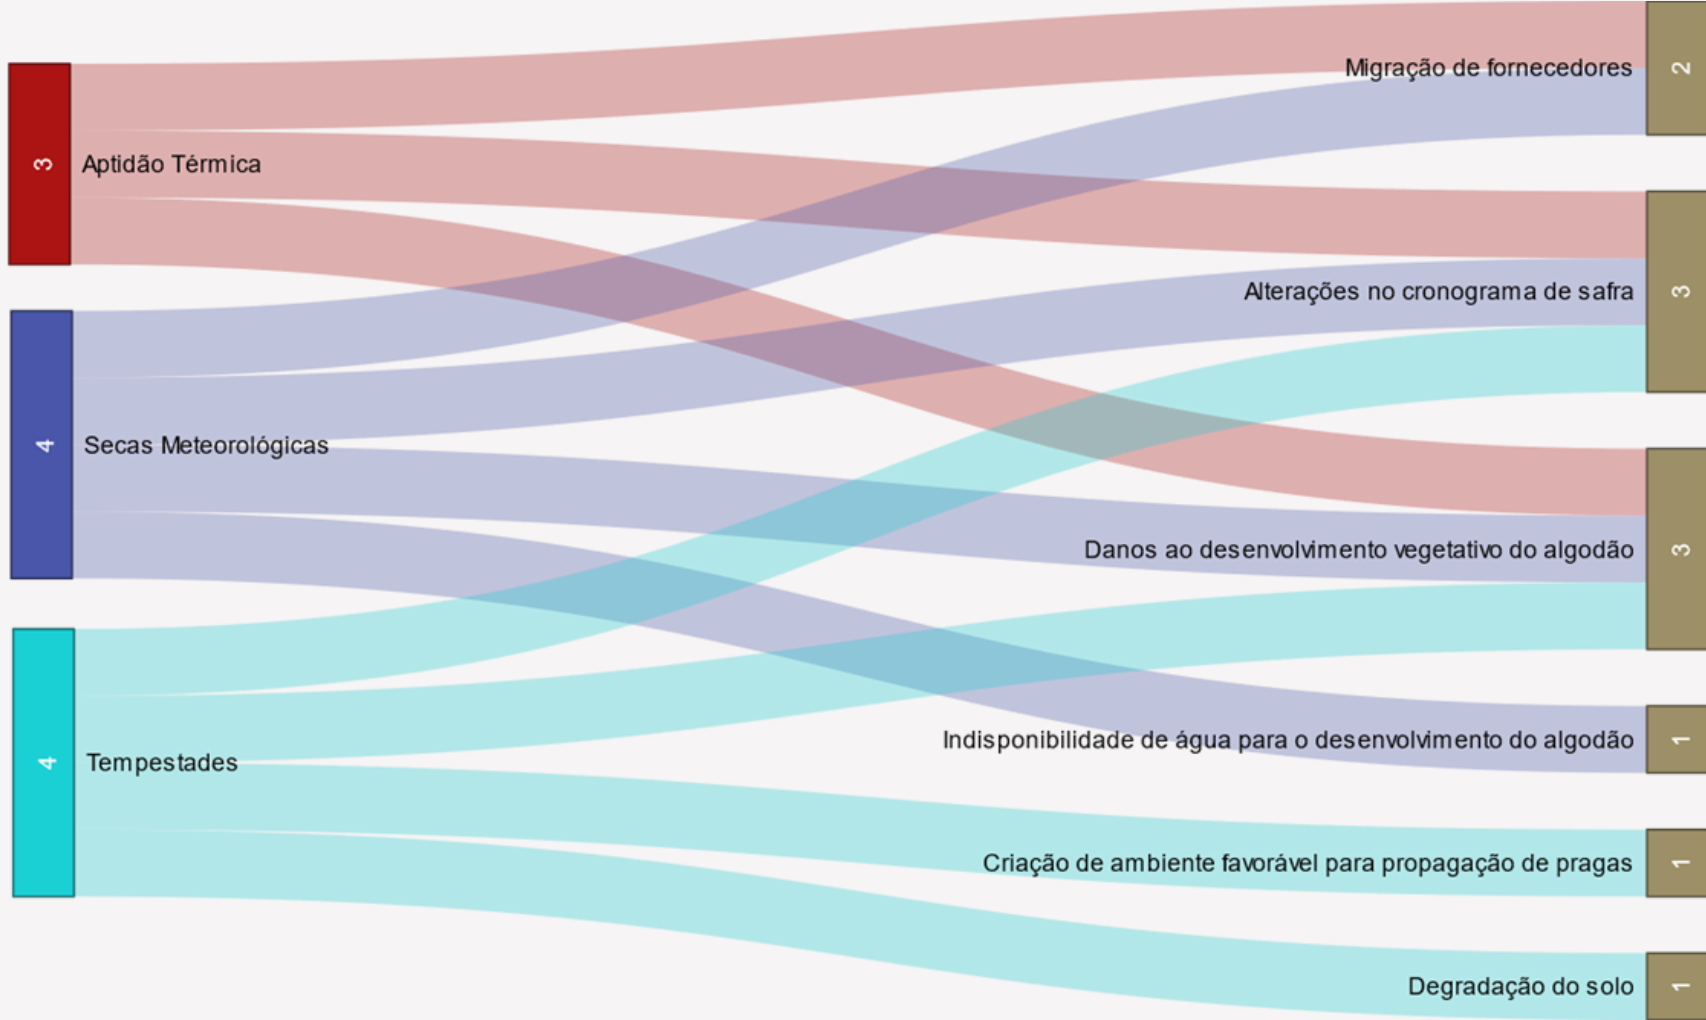 Migração de fornecedores
2
3
Aptidão Térmica
Alterações no cronograma de safra
3
4
Secas Meteorológicas
Danos ao desenvolvimento vegetativo do algodão
3
Indisponibilidade de água para o desenvolvimento do algodão
1
4
Tempestades
Criação de ambiente favorável para propagação de pragas
1
Degradação do solo
1